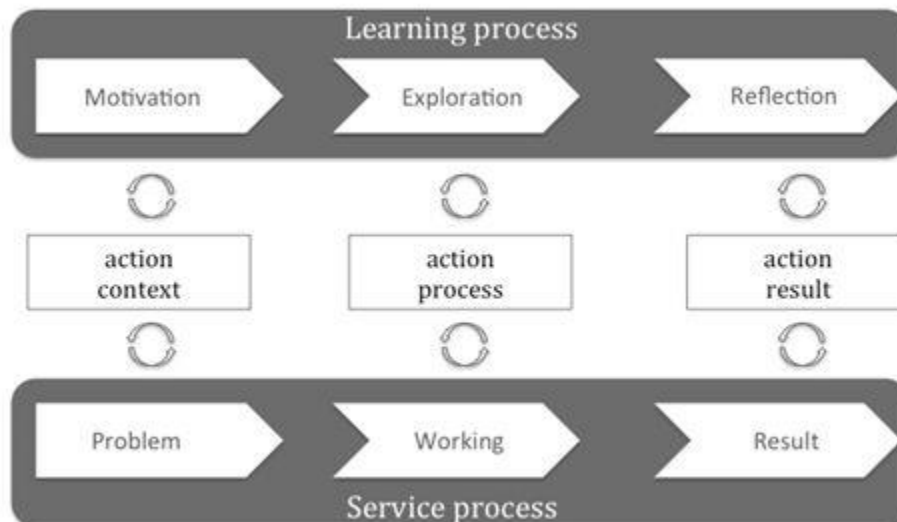 Learning process
Motivation
Exploration
Reflection
action
context
action
process
action
result
Problem
Working
Result
Service process